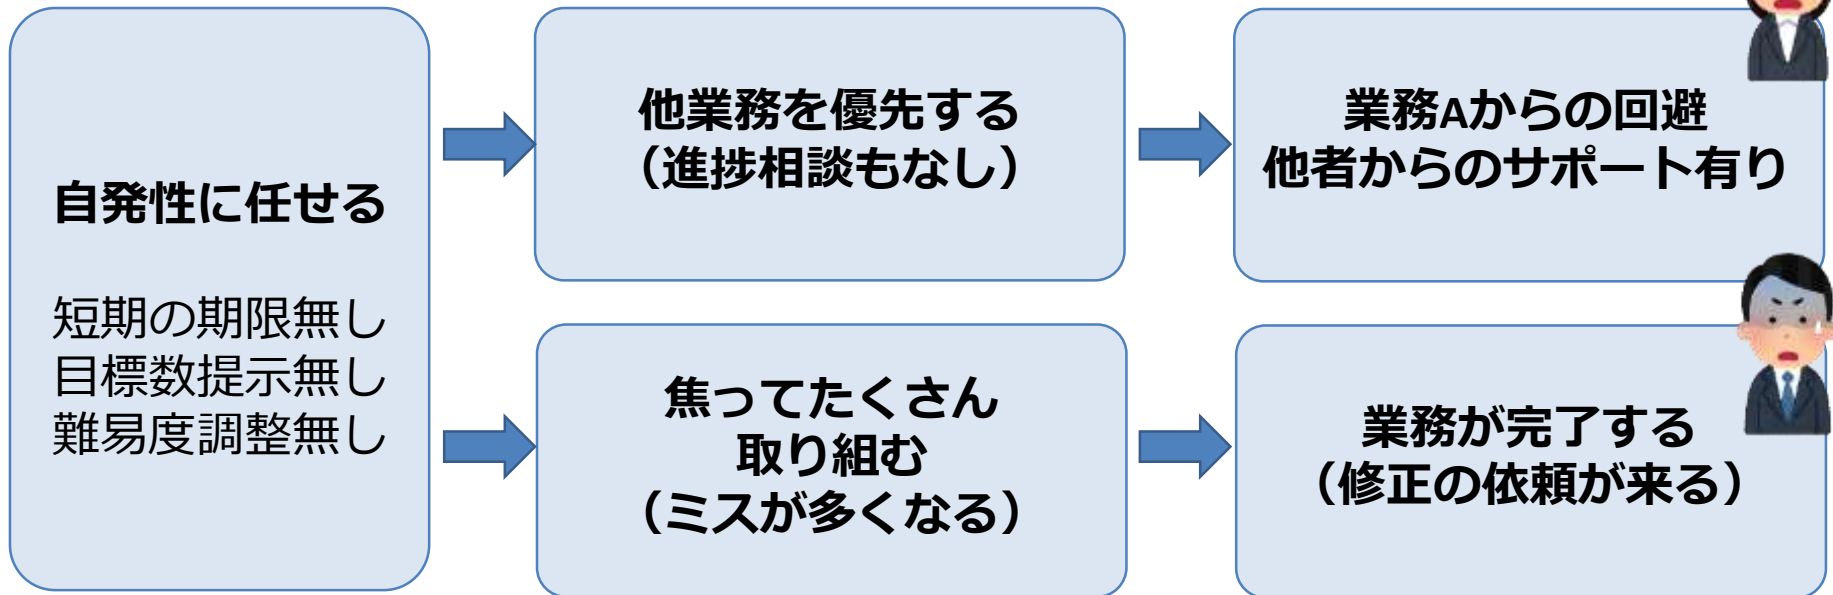 自発性に任せる
短期の期限無し
目標数提示無し
難易度調整無し
他業務を優先する
（進捗相談もなし）
業務Aからの回避
他者からのサポート有り
焦ってたくさん
取り組む
（ミスが多くなる）
業務が完了する
（修正の依頼が来る）